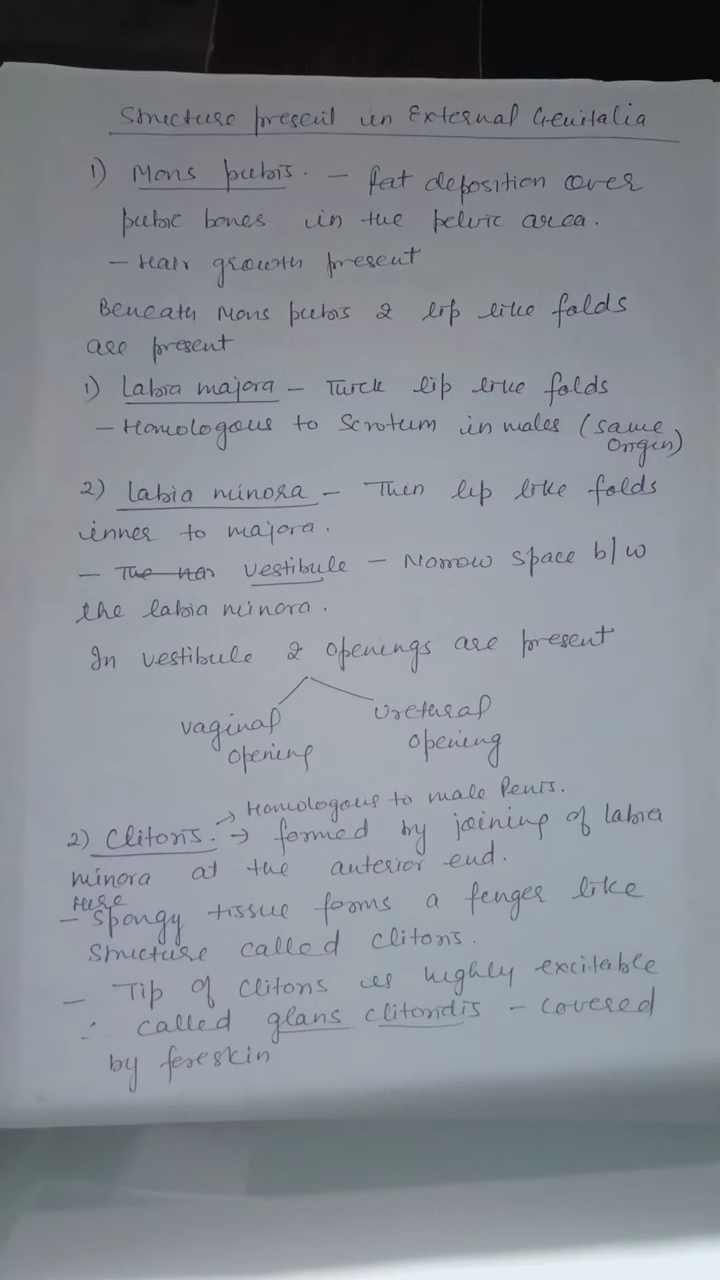 Structure present in External Genitalia
1) Mons pubis. - fat deposition over
pubic bones in the pelvic area.
- Hair growth present
Beneath Mons pubis 2 lip like folds
are present
1) Labia majora - Thick lip like folds
- Homologous to Scrotum in males (same
origin)
2) Labia minora - Thin lip like folds
inner to majora.
- The nar vestibule - Narrow space b/w
the labia minora.
In vestibule 2 openings are present
vaginal opening
Urethral opening
→ Homologous to male Penis.
2) Clitoris. → formed by joining of labia
minora at the anterior end.
Here
- Spongy tissue forms a finger like
structure called clitoris.
- Tip of clitoris is highly excitable
∴ called glans clitoridis - covered
by foreskin